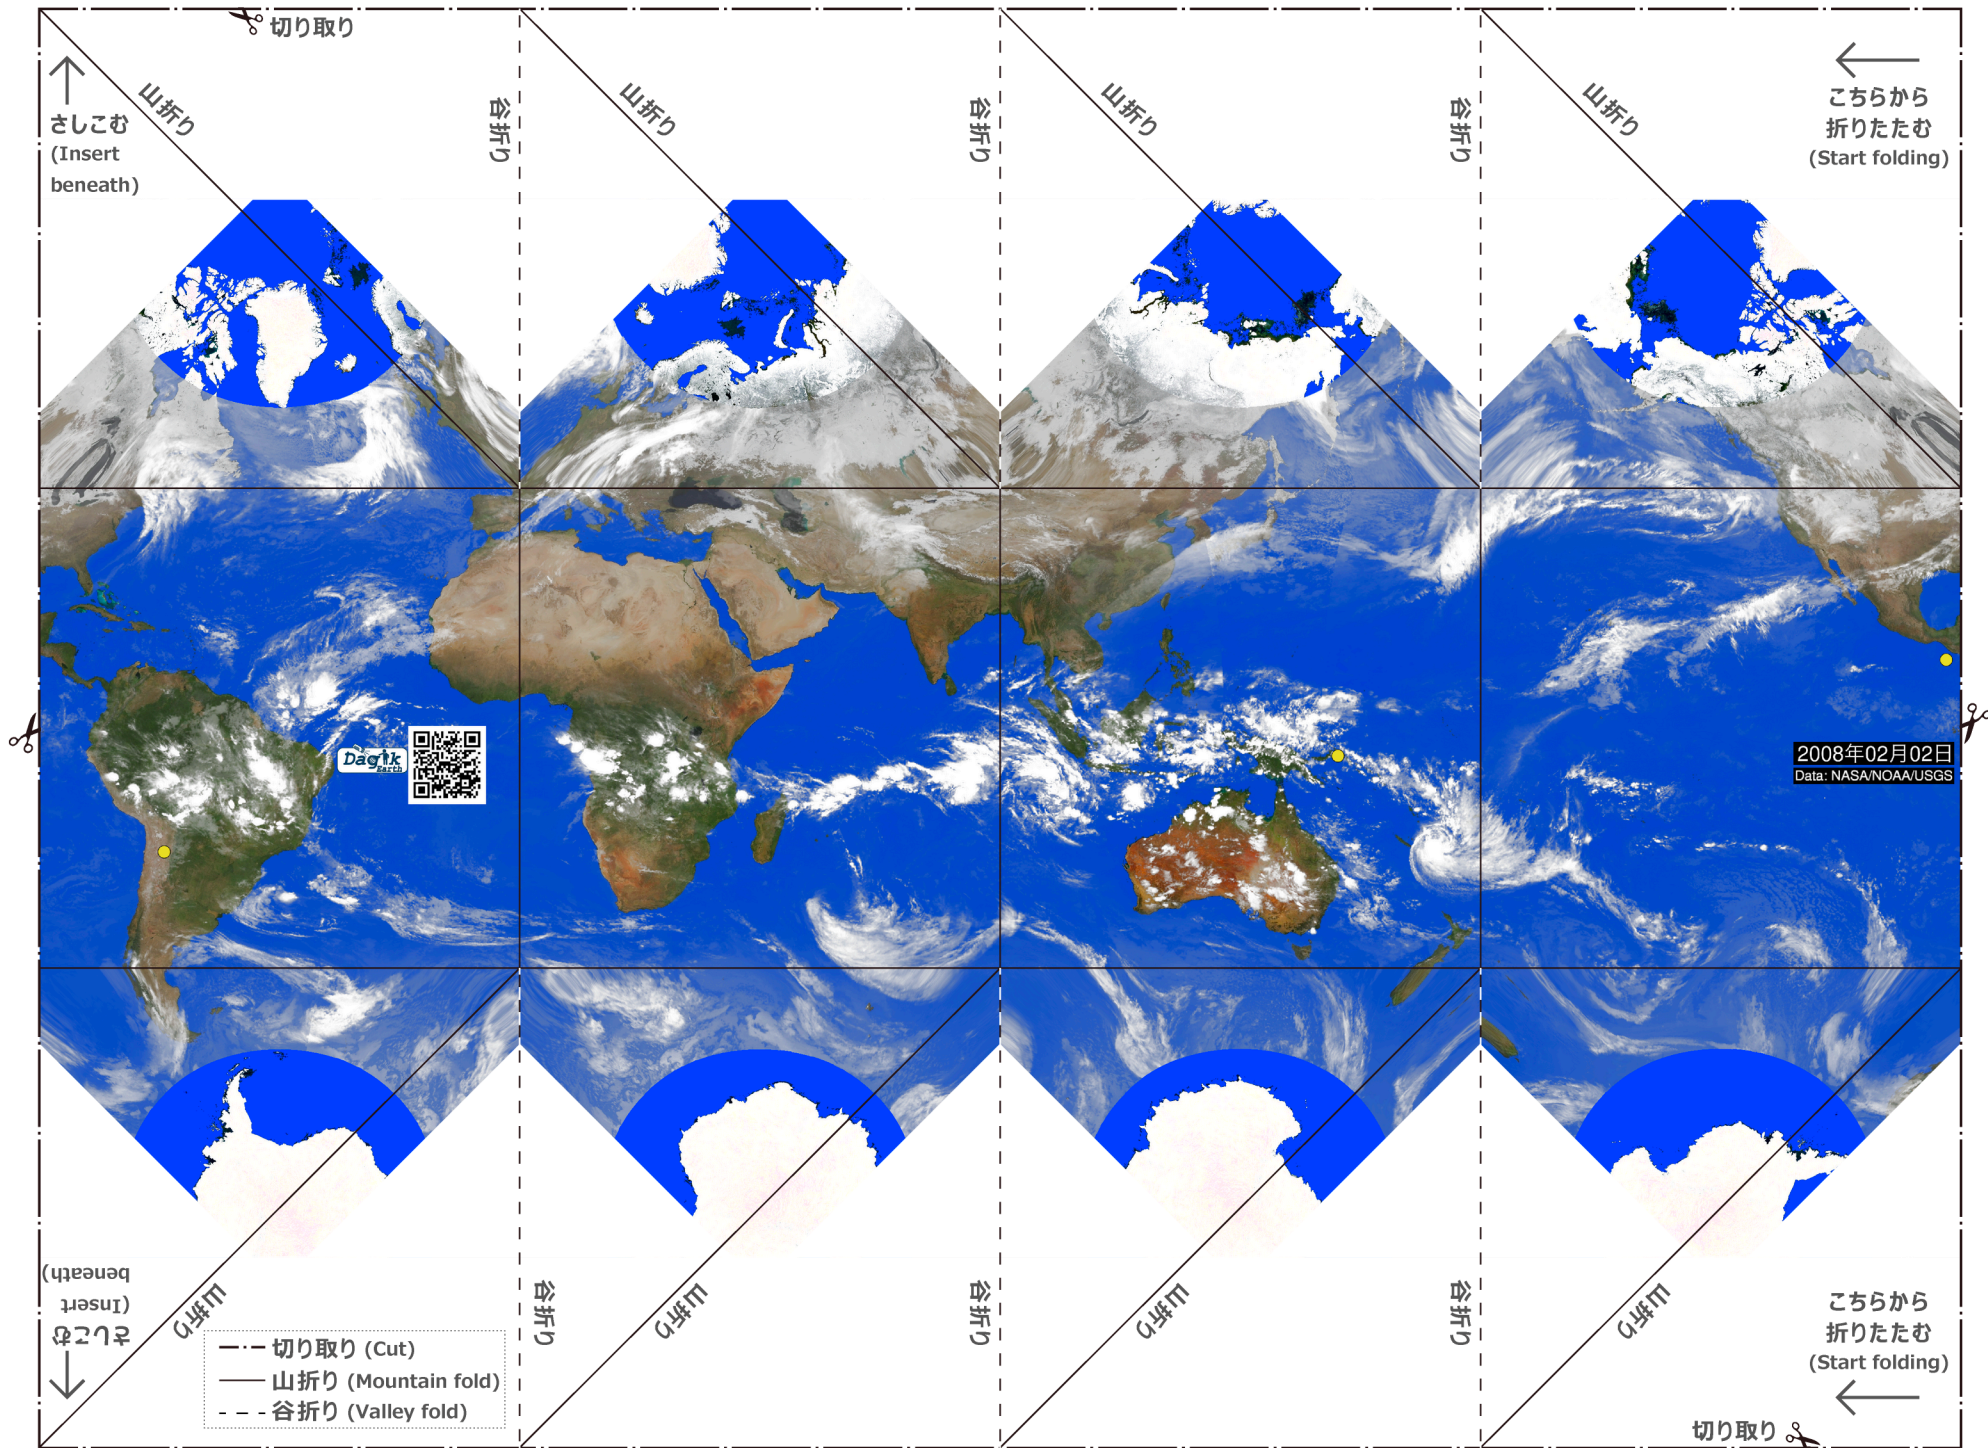 切り取り
山折り
谷折り
山折り
谷折り
山折り
谷折り
山折り
さしこむ
(Insert
beneath)
こちらから
折りたたむ
(Start folding)
Dagik
Earth
2008年02月02日
Data: NASA/NOAA/USGS
さしこむ
(Insert
beneath)
山折り
谷折り
山折り
谷折り
山折り
谷折り
山折り
こちらから
折りたたむ
(Start folding)
切り取り (Cut)
山折り (Mountain fold)
谷折り (Valley fold)
切り取り